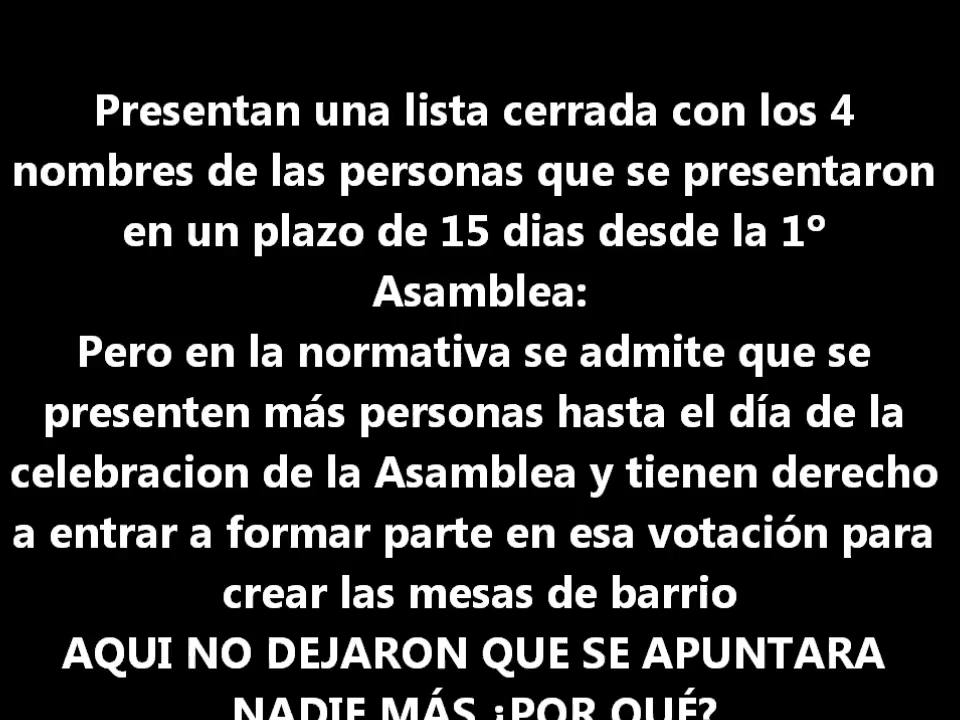 Presentan una lista cerrada con los 4
nombres de las personas que se presentaron
en un plazo de 15 dias desde la 1º
Asamblea:
Pero en la normativa se admite que se
presenten más personas hasta el día de la
celebracion de la Asamblea y tienen derecho
a entrar a formar parte en esa votación para
crear las mesas de barrio
AQUI NO DEJARON QUE SE APUNTARA
NADIE MÁS ¿POR QUÉ?